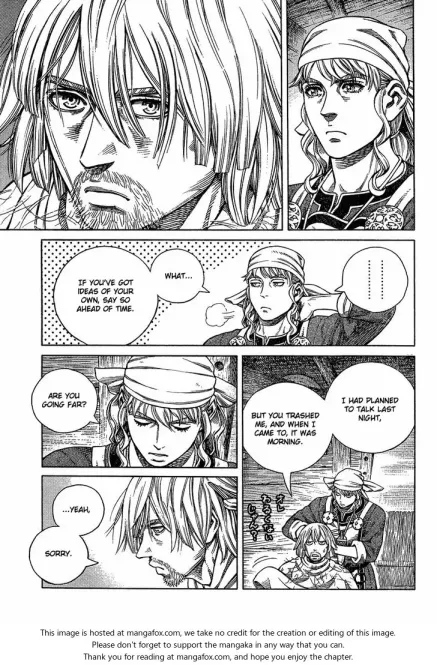 ......
WHAT...
IF YOU'VE GOT
IDEAS OF YOUR
OWN, SAY SO
AHEAD OF TIME.
I HAD PLANNED
TO TALK LAST
NIGHT,
BUT YOU TRASHED
ME, AND WHEN I
CAME TO, IT WAS
MORNING.
ARE YOU
GOING FAR?
...YEAH,
SORRY.
This image is hosted at mangafox.com, we take no credit for the creation or editing of this image.
Please don't forget to support the mangaka in any way that you can.
Thank you for reading at mangafox.com, and hope you enjoy the chapter.